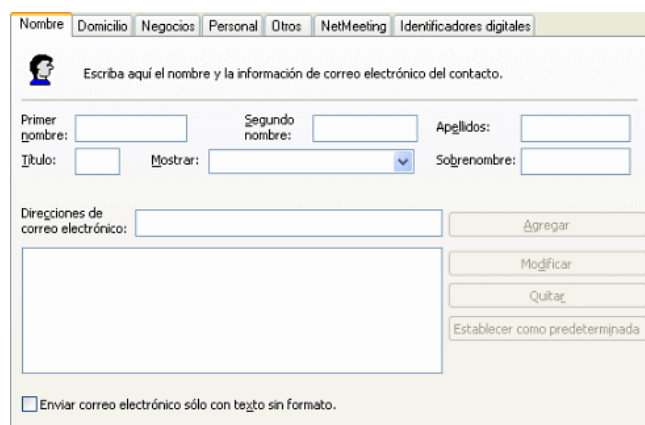 Nombre Domicilio Negocios Personal Otros NetMeeting Identificadores digitales
Escriba aquí el nombre y la información de correo electrónico del contacto.
Primer
nombre:
Segundo
nombre:
Apellidos:
Título:
Mostrar:
Sobrenombre:
Direcciones de
correo electrónico:
Agregar
Modificar
Quitar
Establecer como predeterminada
Enviar correo electrónico sólo con texto sin formato.